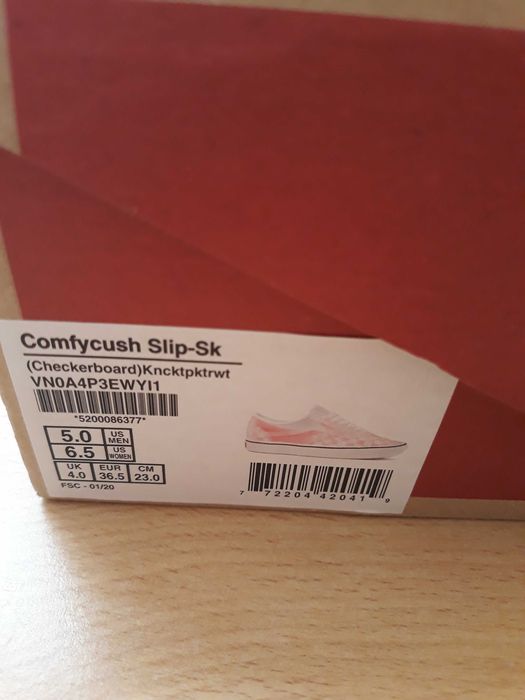 Comfycush Slip-Sk
(Checkerboard)Kncktpktrwt
VN0A4P3EWYI1
*5200086377*
5.0 US MEN
6.5 US WOMEN
UK EUR CM
4.0 36.5 23.0
FSC - 01/20
7 72204 42041 9